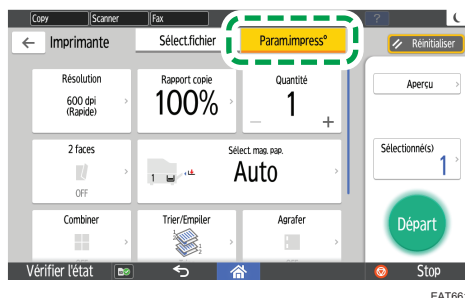 Copy
Scanner
Fax
?
Imprimante
Sélect.fichier
Param.impress°
Réinitialiser
Résolution
600 dpi
(Rapide)
Rapport copie
100%
Quantité
1
Aperçu
2 faces
OFF
Sélect. mag. pap.
1
Auto
Sélectionné(s)
1
Combiner
Trier/Empiler
Agrafer
Départ
Vérifier l'état
Stop